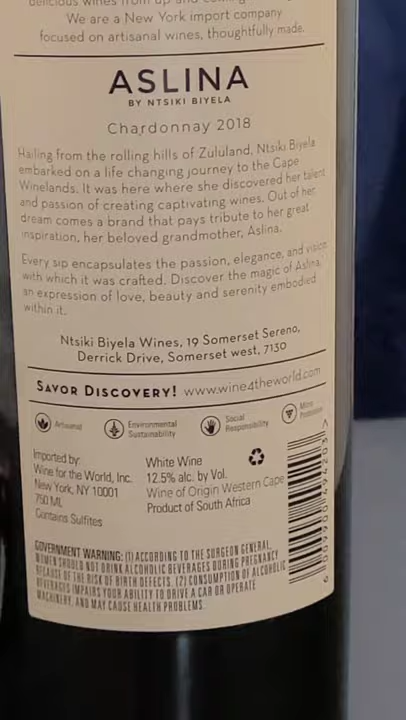 delicious wines from up and
We are a New York import company
focused on artisanal wines, thoughtfully made.
ASLINA
BY NTSIKI BIYELA
Chardonnay 2018
Hailing from the rolling hills of Zululand, Ntsiki Biyela
embarked on a life changing journey to the Cape
Winelands. It was here where she discovered her talent
and passion of creating captivating wines. Out of her
dream comes a brand that pays tribute to her great
inspiration, her beloved grandmother, Aslina.
Every sip encapsulates the passion, elegance, and vision
with which it was crafted. Discover the magic of Aslina,
an expression of love, beauty and serenity embodied
within it.
Ntsiki Biyela Wines, 19 Somerset Sereno,
Derrick Drive, Somerset west, 7130
SAVOR DISCOVERY! www.wine4theworld.com
Artisanal
Environmental
Sustainability
Social
Responsibility
Imported by:
Wine for the World, Inc.
New York, NY 10001
750 ML
Contains Sulfites
White Wine
12.5% alc. by Vol.
Wine of Origin Western Cape
Product of South Africa
GOVERNMENT WARNING: (1) ACCORDING TO THE SURGEON GENERAL,
WOMEN SHOULD NOT DRINK ALCOHOLIC BEVERAGES DURING PREGNANCY
BECAUSE OF THE RISK OF BIRTH DEFECTS. (2) CONSUMPTION OF ALCOHOLIC
BEVERAGES IMPAIRS YOUR ABILITY TO DRIVE A CAR OR OPERATE
MACHINERY, AND MAY CAUSE HEALTH PROBLEMS.